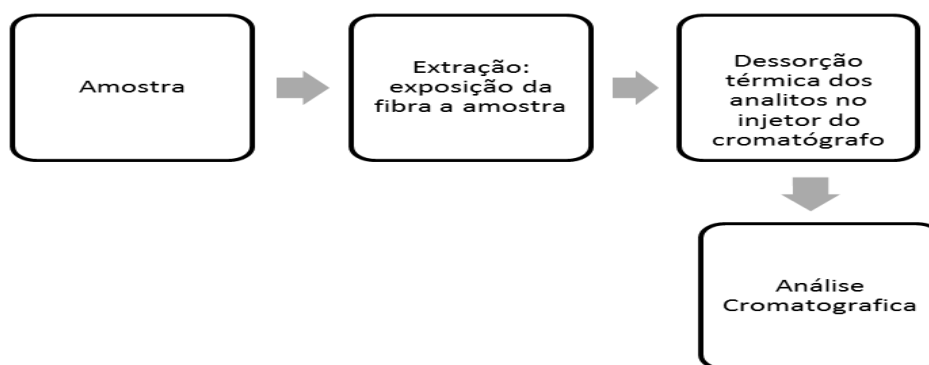 Amostra
Extração:
exposição da
fibra a amostra
Dessorção
térmica dos
analitos no
injetor do
cromatógrafo
Análise
Cromatografica